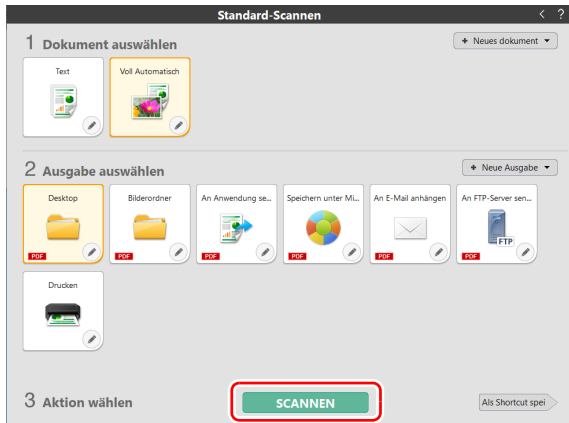 Standard-Scannen < ?
1 Dokument auswählen
+ Neues dokument
Text
Voll Automatisch
2 Ausgabe auswählen
+ Neue Ausgabe
Desktop
Bilderordner
An Anwendung se...
Speichern unter Mi...
An E-Mail anhängen
An FTP-Server sen...
FTP
PDF
PDF
PDF
PDF
PDF
PDF
Drucken
3 Aktion wählen
SCANNEN
Als Shortcut spei